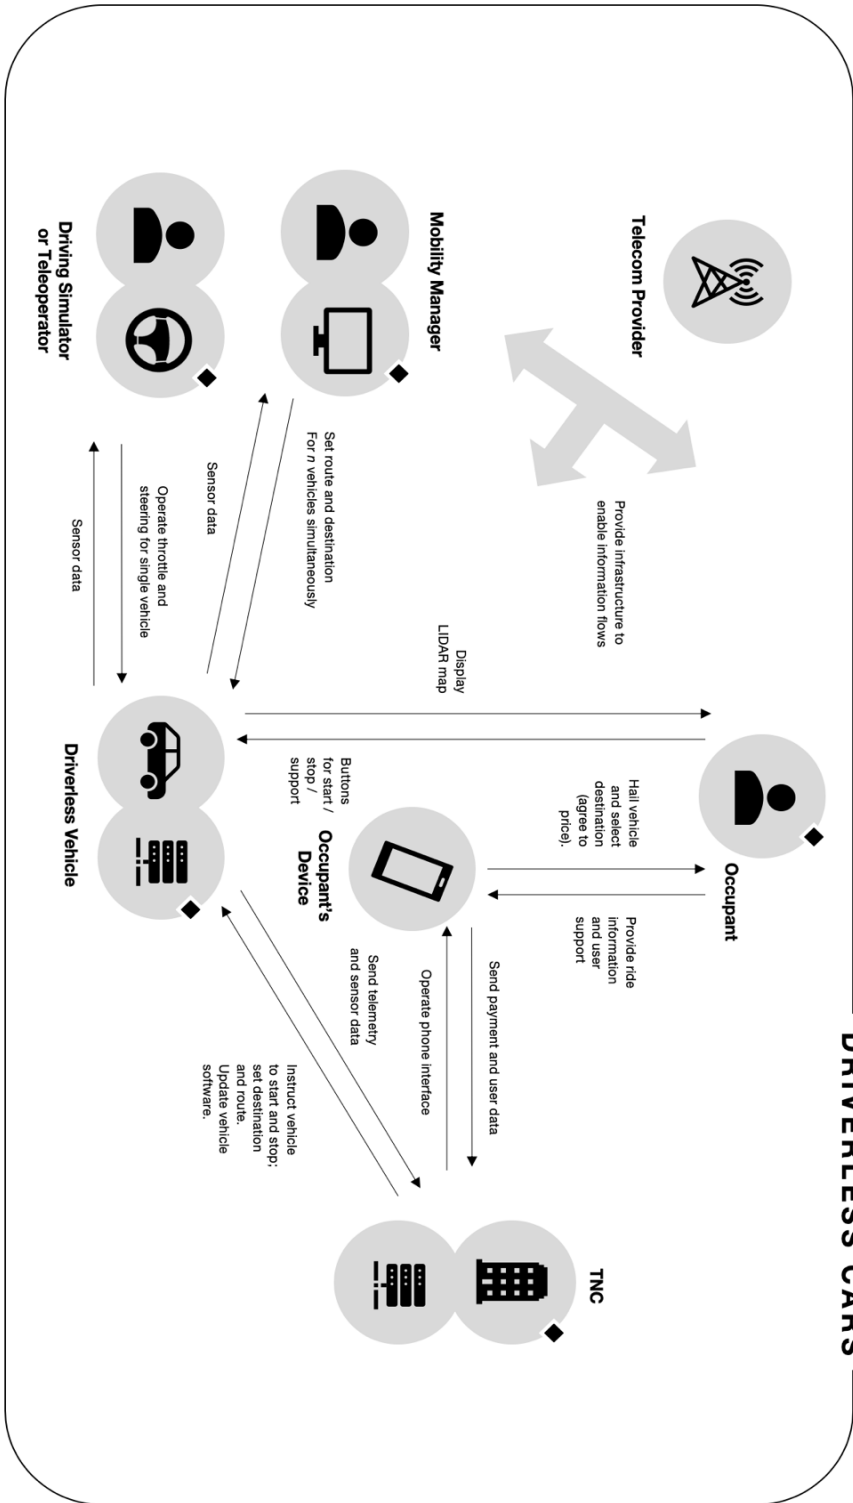 DRIVERLESS CARS
Telecom Provider
Provide infrastructure to
enable information flows
Occupant
Hail vehicle
and select
destination
(agree to
price).
Provide ride
information
and user
support
Mobility Manager
Set route and destination
For n vehicles simultaneously
Sensor data
Display
LIDAR map
Buttons
for start /
stop /
support
Occupant's
Device
Send payment and user data
Operate phone interface
Send telemetry
and sensor data
Instruct vehicle
to start and stop;
set destination
and route.
Update vehicle
software.
TNC
Driving Simulator
or Teleoperator
Operate throttle and
steering for single vehicle
Sensor data
Driverless Vehicle